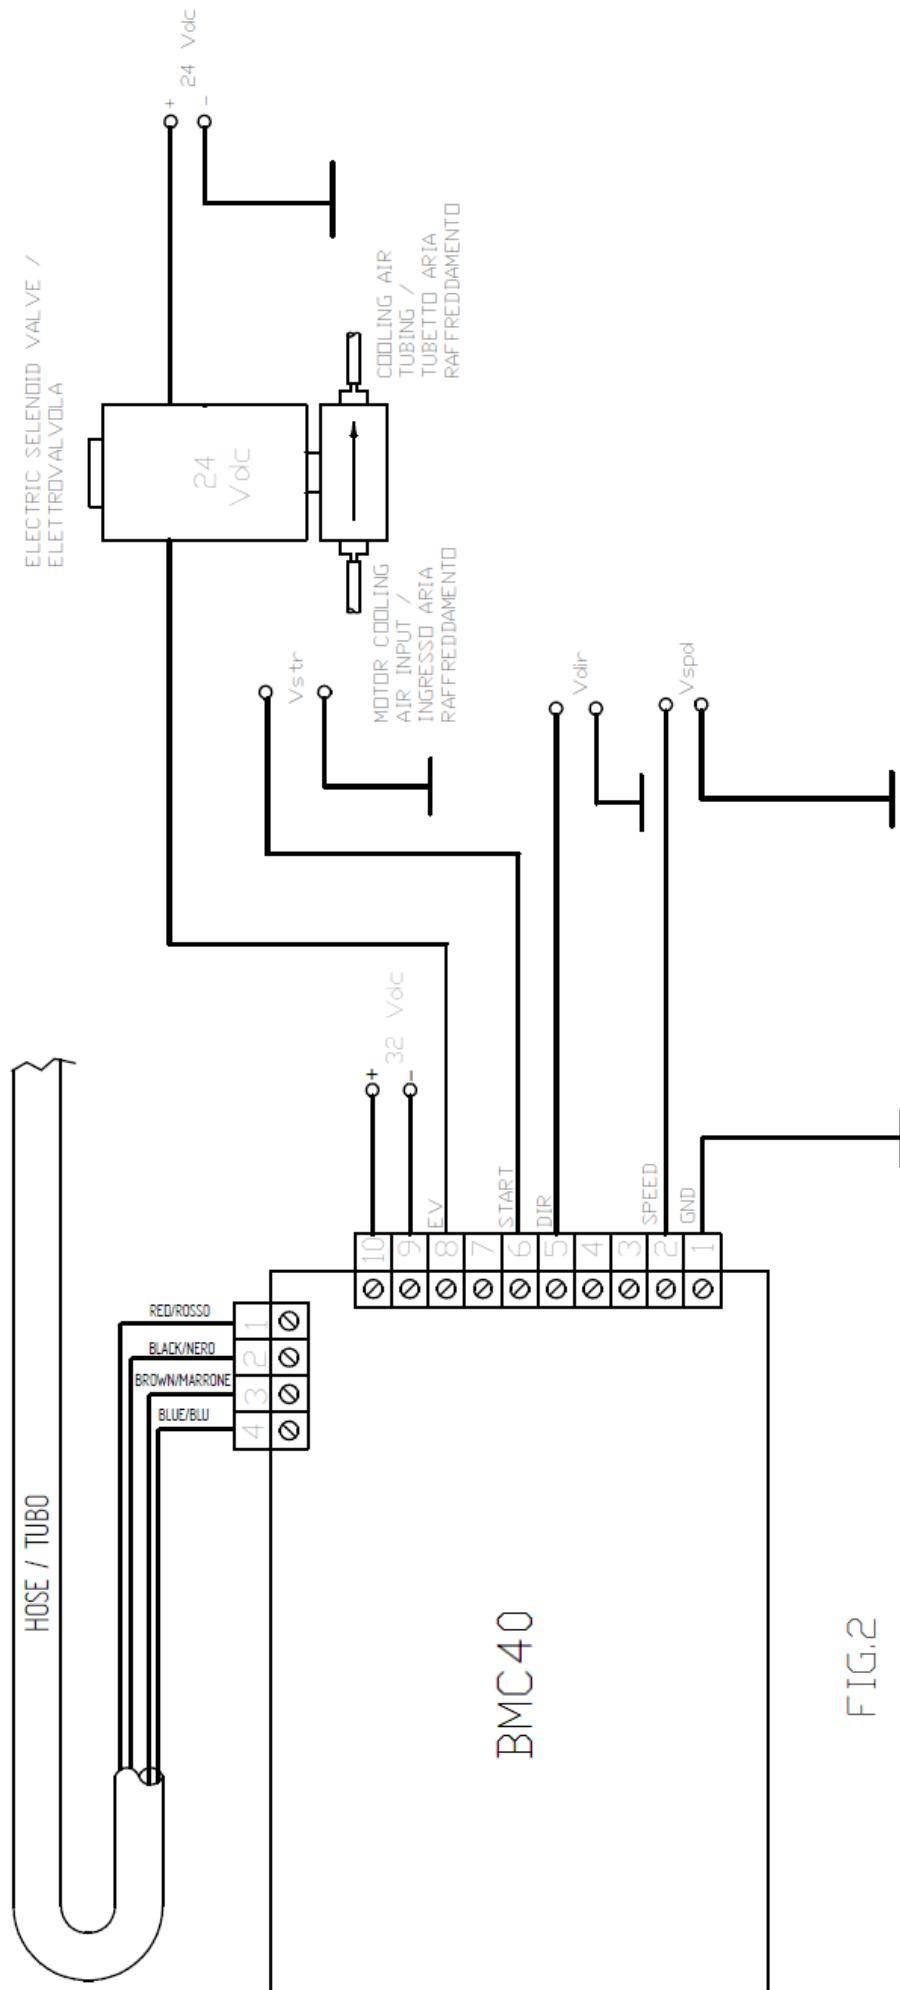 HOSE / TUBO
RED/ROSSO
BLACK/NERO
BROWN/MARRONE
BLUE/BLU
1
2
3
4
BMC40
FIG.2
10
9
8
7
6
5
4
3
2
1
EV
START
DIR
SPEED
GND
+
-
32 Vdc
Vstr
Vdir
Vspd
ELECTRIC SELENOID VALVE /
ELETTROVALVOLA
24
Vdc
MOTOR COOLING
AIR INPUT /
INGRESSO ARIA
RAFFREDDAMENTO
COOLING AIR
TUBING /
TUBETTO ARIA
RAFFREDDAMENTO
+
-
24 Vdc